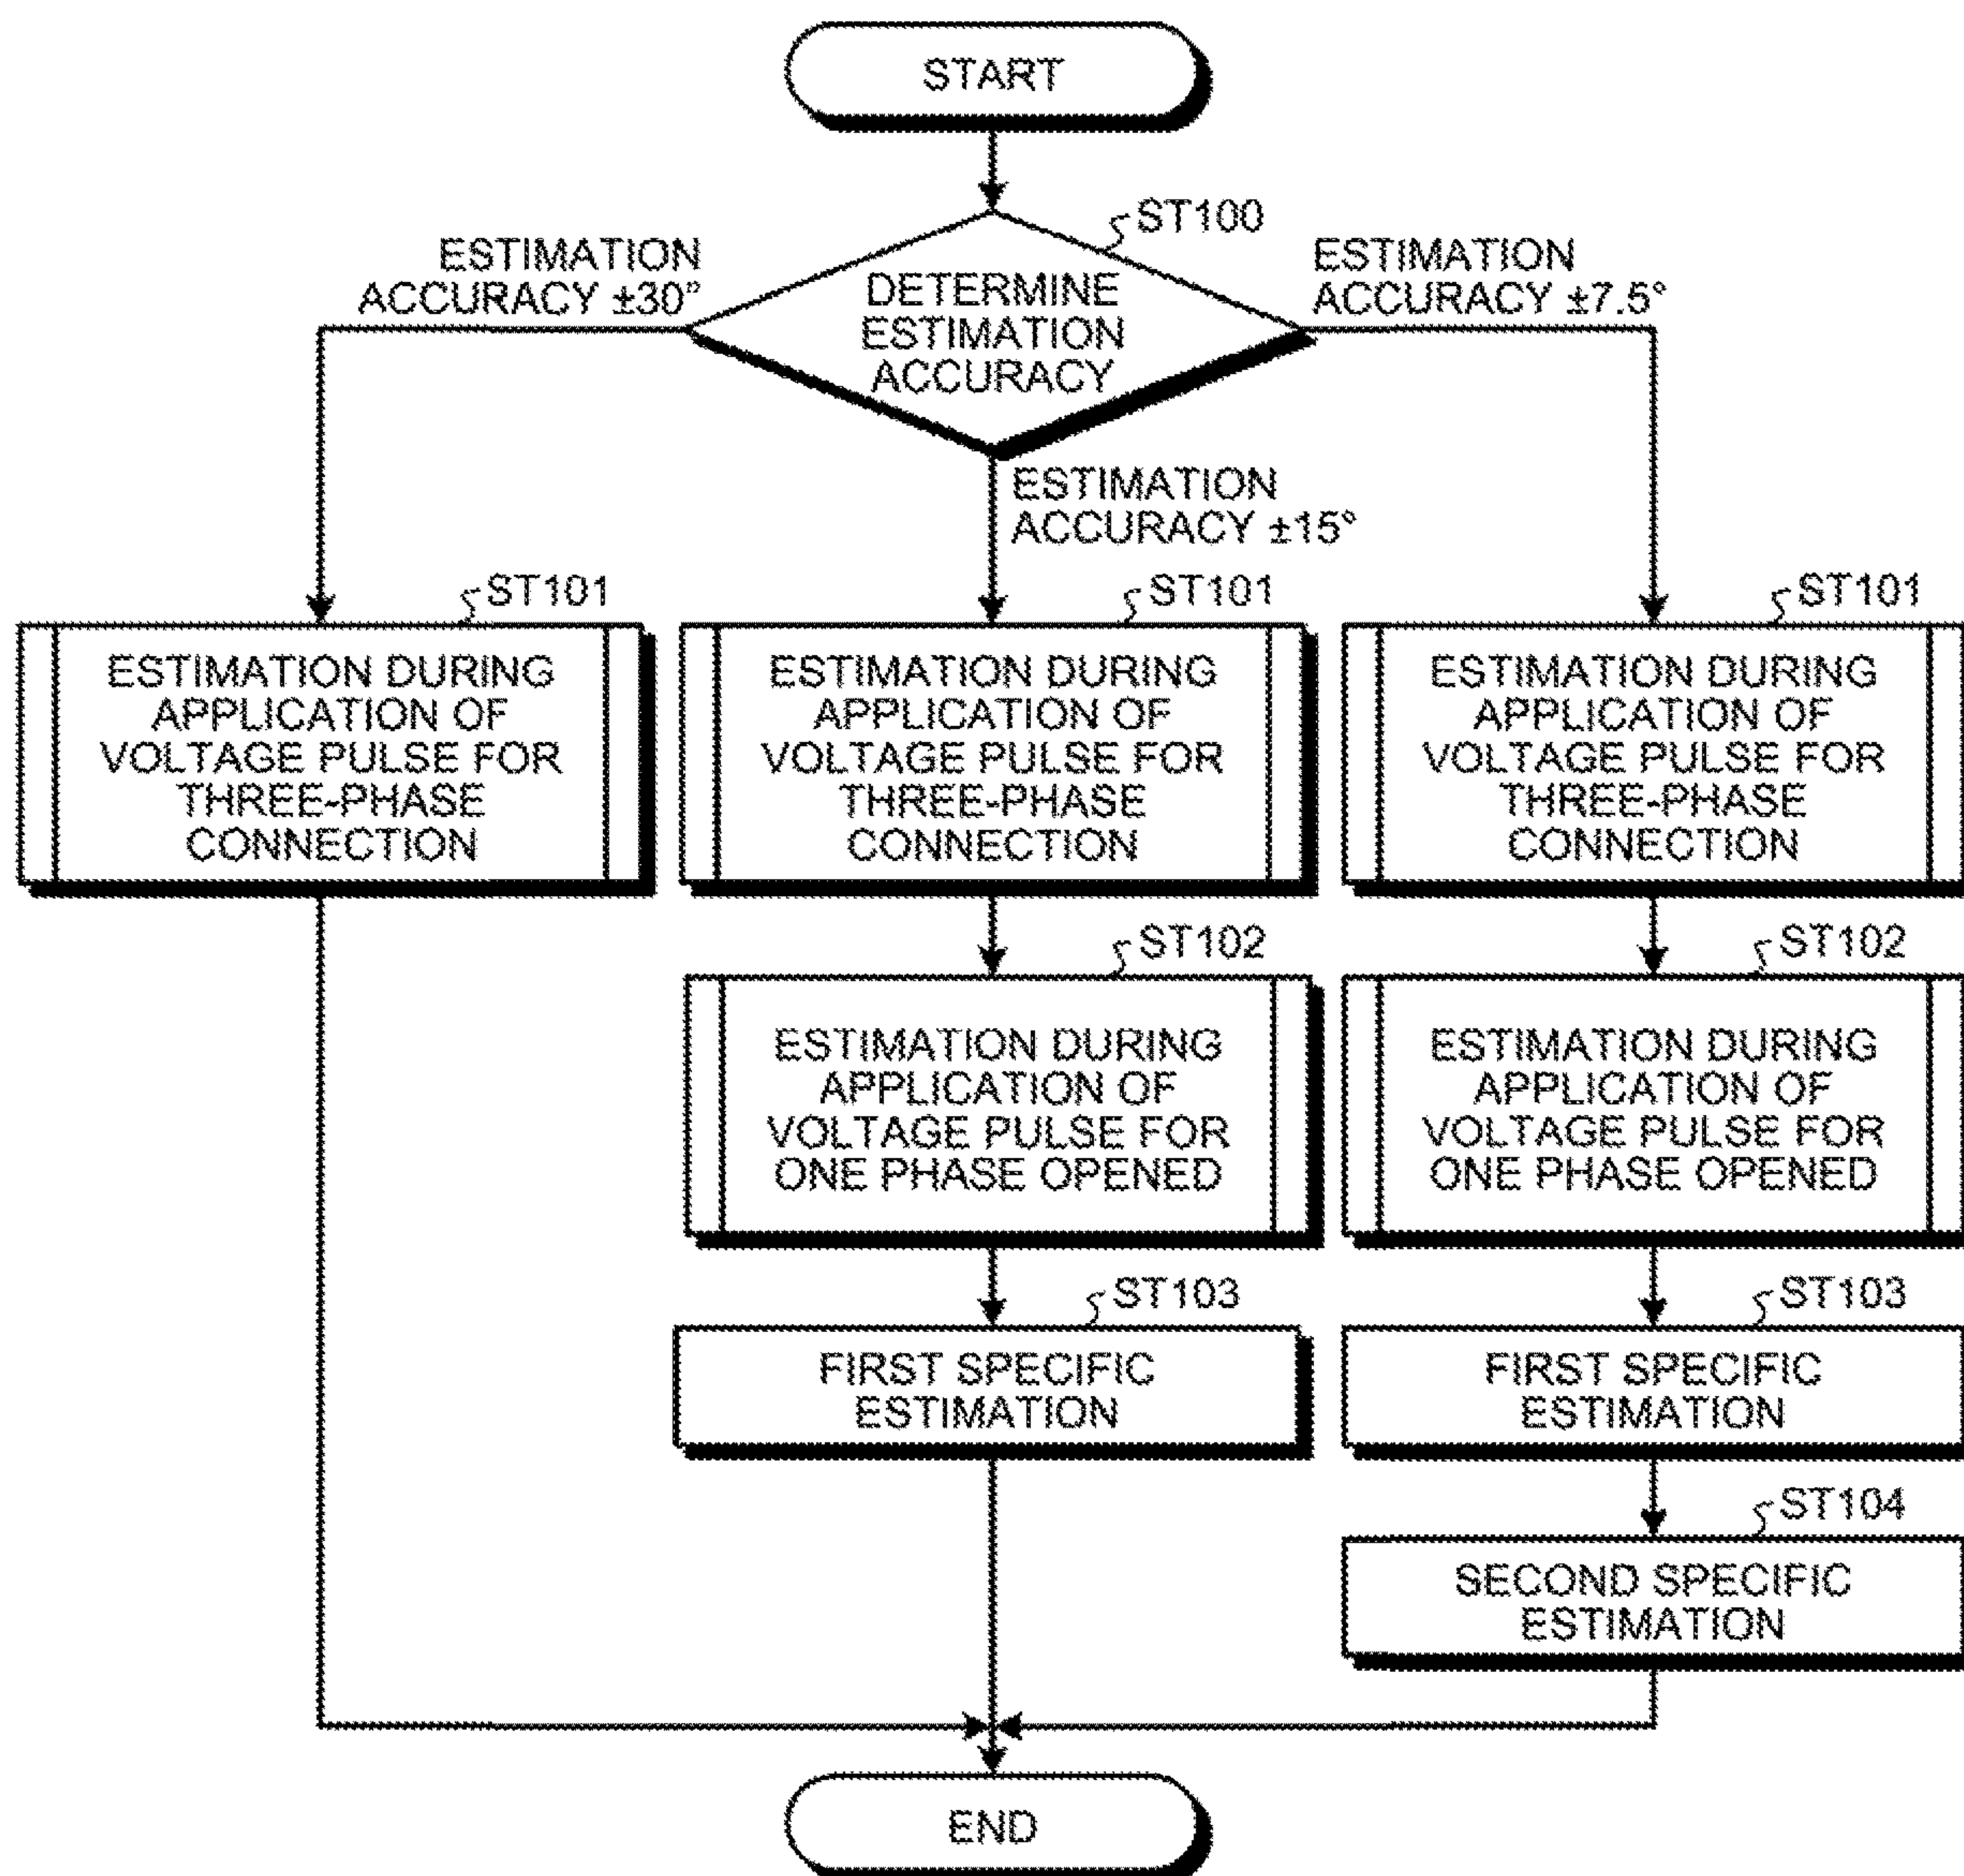 START
ST100
ESTIMATION
ACCURACY ±30"
DETERMINE
ESTIMATION
ACCURACY
ESTIMATION
ACCURACY ±7.5°
ESTIMATION
ACCURACY ±15°
ST101
ESTIMATION DURING
APPLICATION OF
VOLTAGE PULSE FOR
THREE-PHASE
CONNECTION
ST101
ESTIMATION DURING
APPLICATION OF
VOLTAGE PULSE FOR
THREE-PHASE
CONNECTION
ST101
ESTIMATION DURING
APPLICATION OF
VOLTAGE PULSE FOR
THREE-PHASE
CONNECTION
ST102
ESTIMATION DURING
APPLICATION OF
VOLTAGE PULSE FOR
ONE PHASE OPENED
ST102
ESTIMATION DURING
APPLICATION OF
VOLTAGE PULSE FOR
ONE PHASE OPENED
ST103
FIRST SPECIFIC
ESTIMATION
ST103
FIRST SPECIFIC
ESTIMATION
ST104
SECOND SPECIFIC
ESTIMATION
END